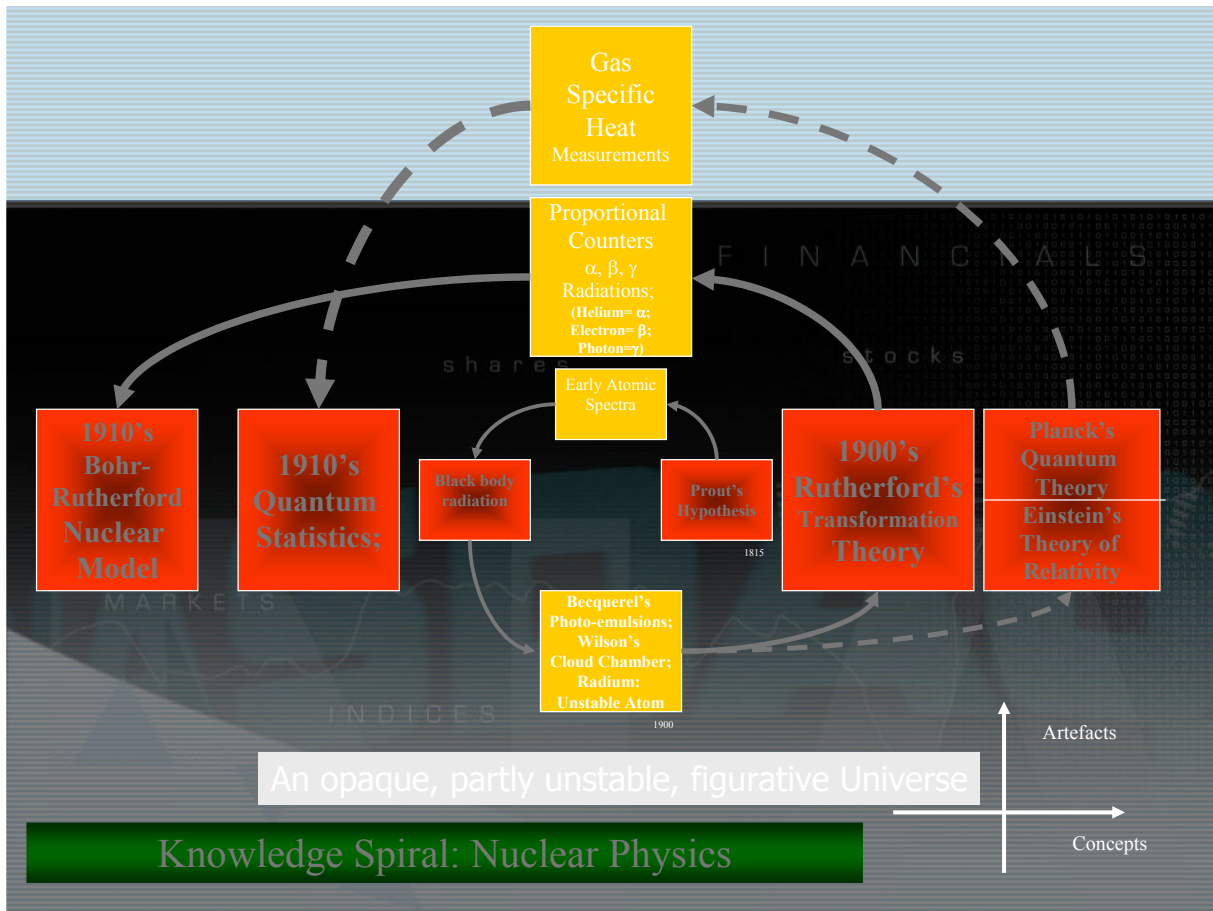 Gas
Specific
Heat
Measurements
Proportional
Counters
α, β, γ
Radiations;
(Helium= α;
Electron= β;
Photon=γ)
FINANCIALS
shares
stocks
Early Atomic
Spectra
1910's
Bohr-
Rutherford
Nuclear
Model
1910's
Quantum
Statistics;
Black body
radiation
Prout's
Hypothesis
1815
1900's
Rutherford's
Transformation
Theory
Planck's
Quantum
Theory
Einstein's
Theory of
Relativity
MARKETS
Becquerel's
Photo-emulsions;
Wilson's
Cloud Chamber;
Radium:
Unstable Atom
1900
INDICES
Artefacts
Concepts
An opaque, partly unstable, figurative Universe
Knowledge Spiral: Nuclear Physics